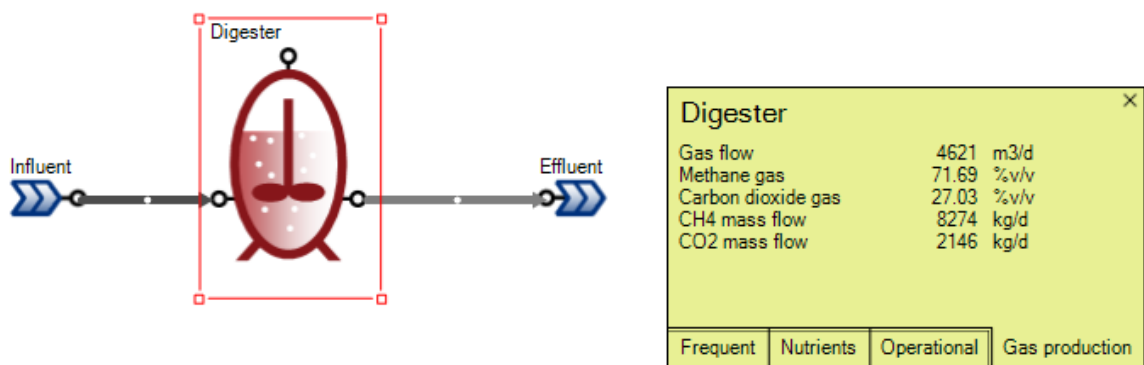 Digester
Influent
Effluent
Digester
Gas flow 4621 m3/d
Methane gas 71.69 %v/v
Carbon dioxide gas 27.03 %v/v
CH4 mass flow 8274 kg/d
CO2 mass flow 2146 kg/d
Frequent Nutrients Operational Gas production